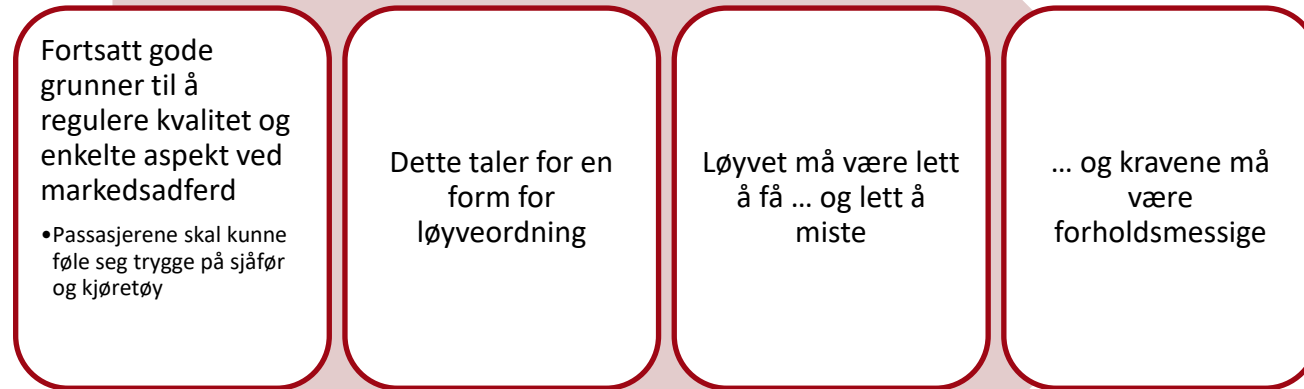 Fortsatt gode
grunner til å
regulere kvalitet og
enkelte aspekt ved
markedsadferd
•Passasjerene skal kunne
føle seg trygge på sjåfør
og kjøretøy
Dette taler for en
form for
løyveordning
Løyvet må være lett
å få … og lett å
miste
… og kravene må
være
forholdsmessige